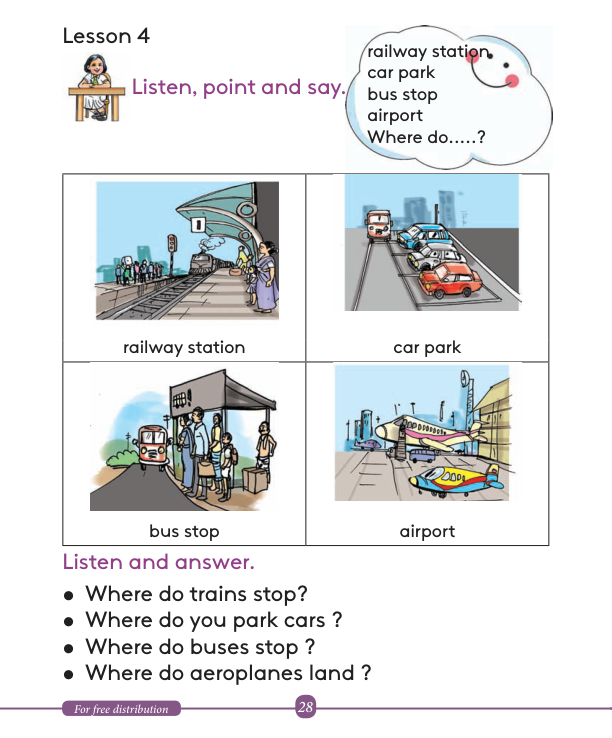 Lesson 4
Listen, point and say.
railway station
car park
bus stop
airport
Where do.....?
railway station
car park
bus stop
airport
Listen and answer.
● Where do trains stop?
● Where do you park cars ?
● Where do buses stop ?
● Where do aeroplanes land ?
For free distribution
28